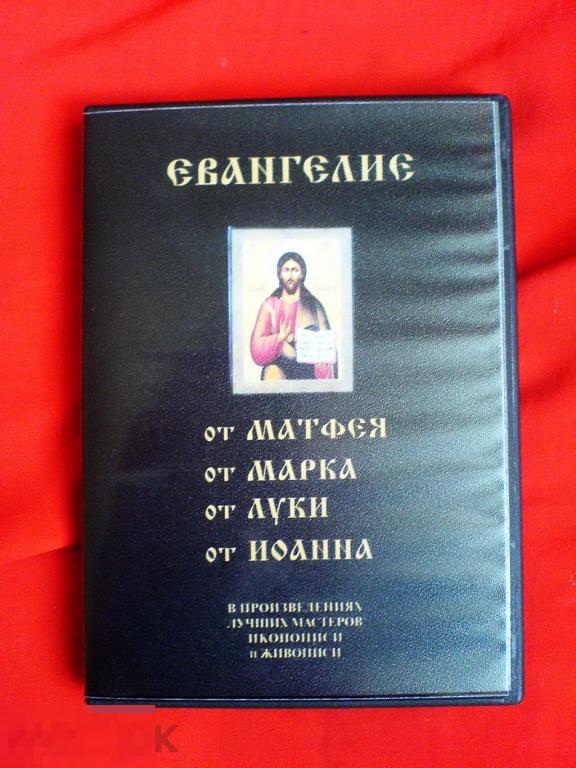 ЕВАНГЕЛИЕ
от МАТФЕЯ
от МАРКА
от ЛУКИ
от ИОАННА
В ПРОИЗВЕДЕНИЯХ
ЛУЧШИХ МАСТЕРОВ
ИКОНОПИСИ
и ЖИВОПИСИ